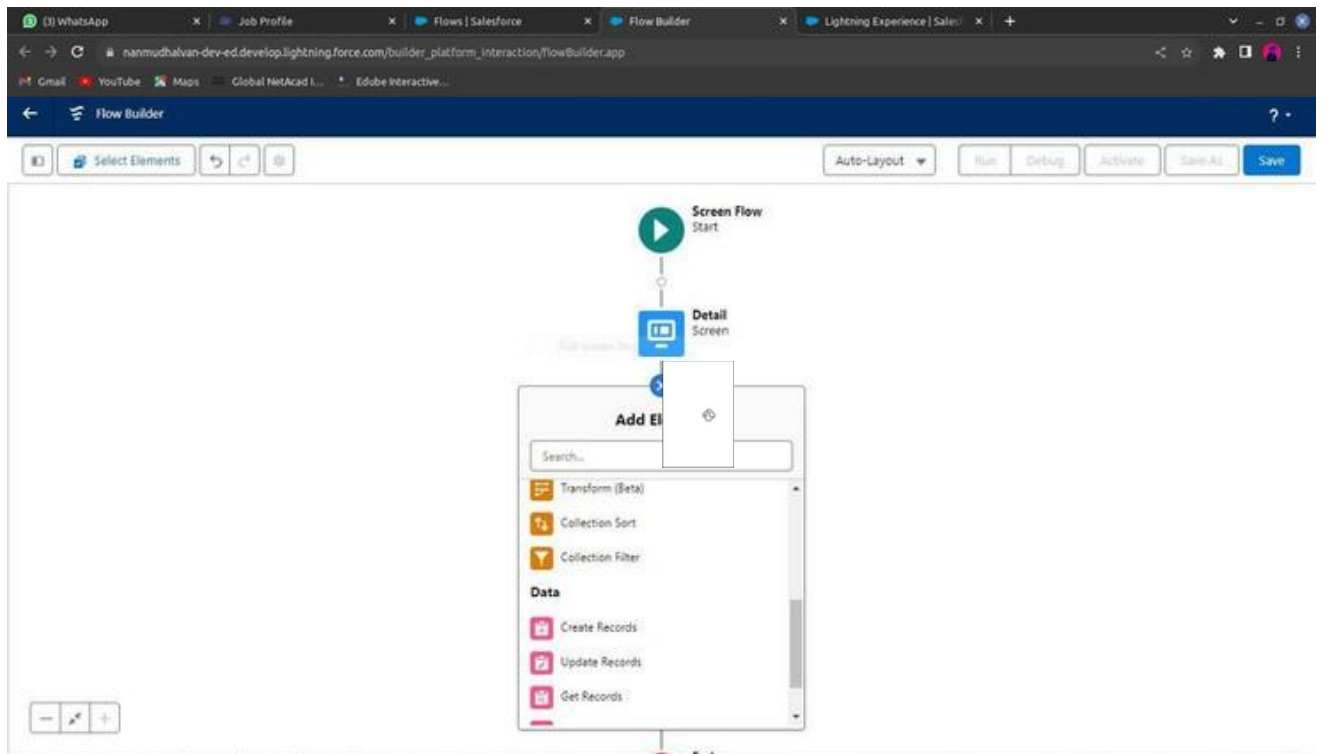 (3) WhatsApp
Job Profile
Flows | Salesforce
Flow Builder
Lightning Experience | Sales
nanmudhalvan-dev-ed.develop.lightning.force.com/builder_platform_interaction/flowBuilder.app
Gmail
YouTube
Maps
Global NetAcad I...
Edube Interactive...
Flow Builder
?
Select Elements
Auto-Layout
Run
Debug
Activate
Save As
Save
Screen Flow
Start
Detail
Screen
Add El
Search...
Transform (Beta)
Collection Sort
Collection Filter
Data
Create Records
Update Records
Get Records